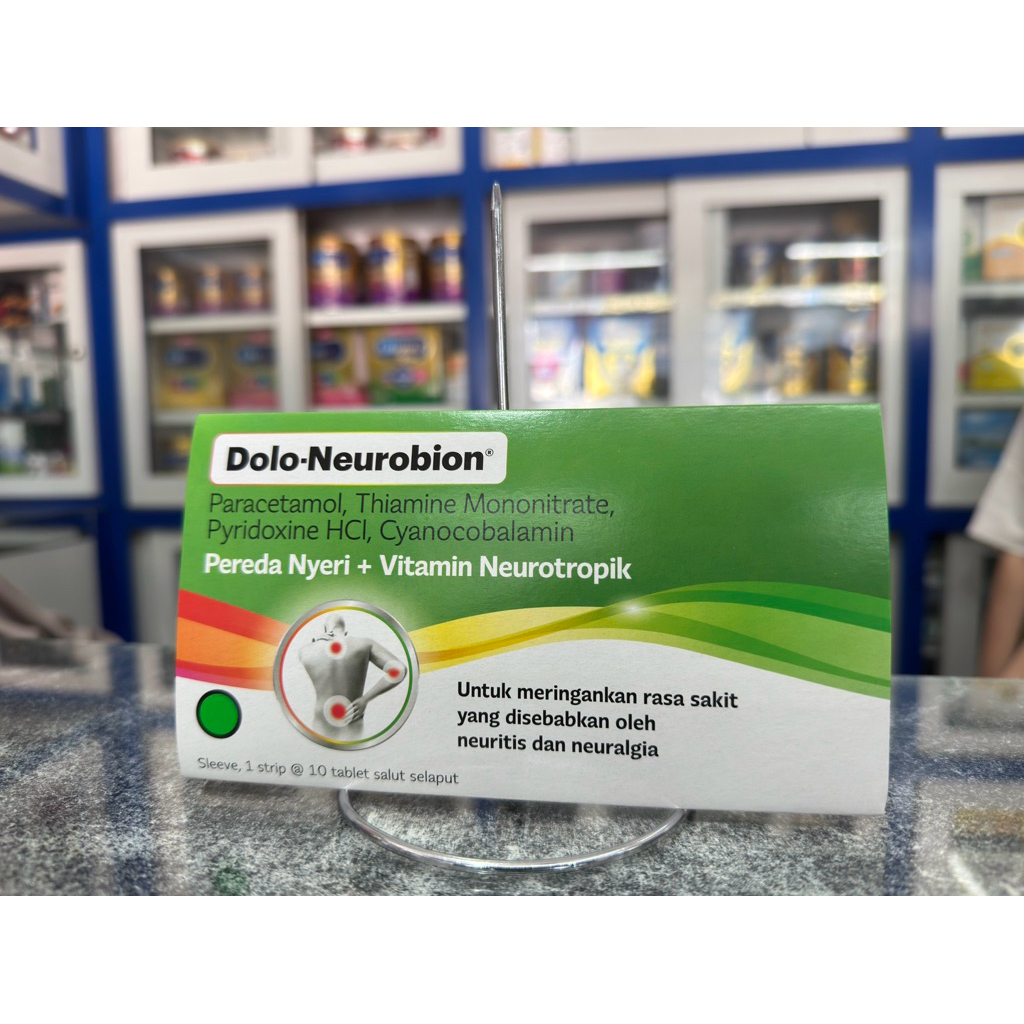 Dolo-Neurobion®
Paracetamol, Thiamine Mononitrate,
Pyridoxine HCl, Cyanocobalamin
Pereda Nyeri + Vitamin Neurotropik
Untuk meringankan rasa sakit
yang disebabkan oleh
neuritis dan neuralgia
Sleeve, 1 strip @ 10 tablet salut selaput